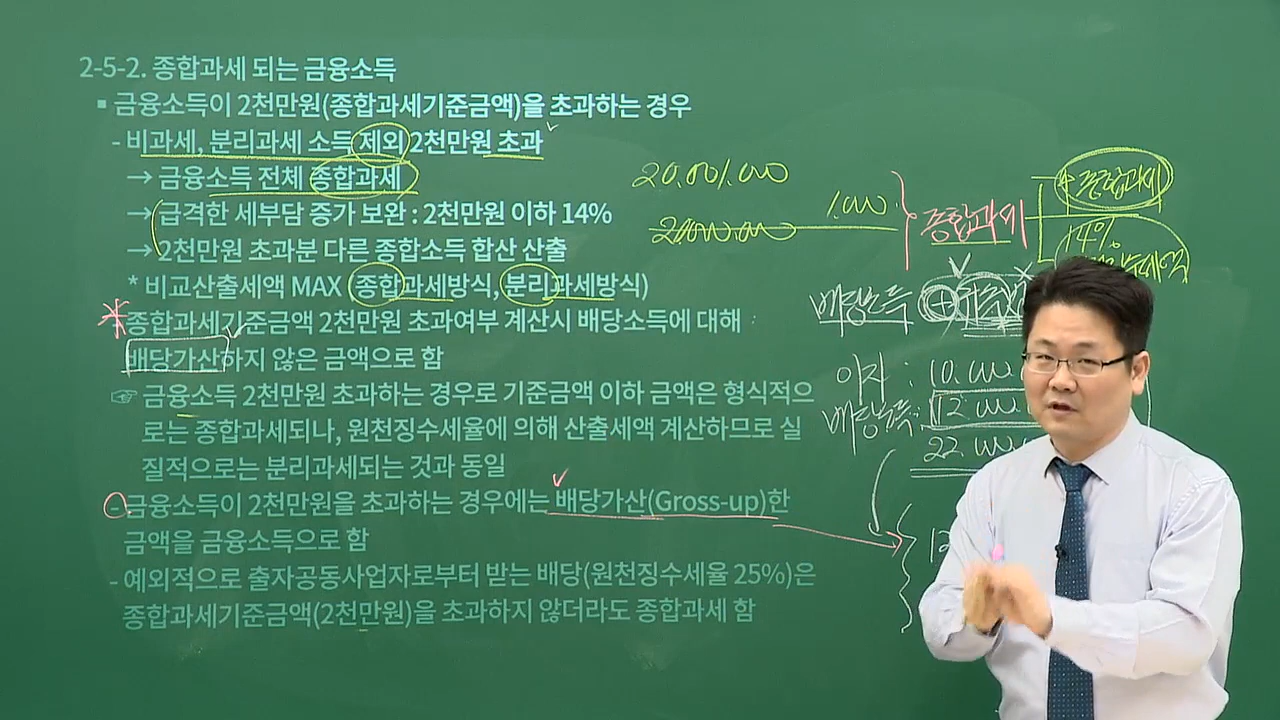 2-5-2. 종합과세 되는 금융소득
▪ 금융소득이 2천만원(종합과세기준금액)을 초과하는 경우
- 비과세, 분리과세 소득 제외 2천만원 초과
→ 금융소득 전체 종합과세
→ 급격한 세부담 증가 보완 : 2천만원 이하 14%
→ 2천만원 초과분 다른 종합소득 합산 산출
* 비교산출세액 MAX (종합과세방식, 분리과세방식)
종합과세기준금액 2천만원 초과여부 계산시 배당소득에 대해
배당가산하지 않은 금액으로 함
☞ 금융소득 2천만원 초과하는 경우로 기준금액 이하 금액은 형식적으
로는 종합과세되나, 원천징수세율에 의해 산출세액 계산하므로 실
질적으로는 분리과세되는 것과 동일
- 금융소득이 2천만원을 초과하는 경우에는 배당가산(Gross-up)한
금액을 금융소득으로 함
- 예외적으로 출자공동사업자로부터 받는 배당(원천징수세율 25%)은
종합과세기준금액(2천만원)을 초과하지 않더라도 종합과세 함
20.001.000
20.000.000
1.000
종합과세
종합과세
14%
배당소득
이자 : 10.000
배당소득 : 12 000
22 000